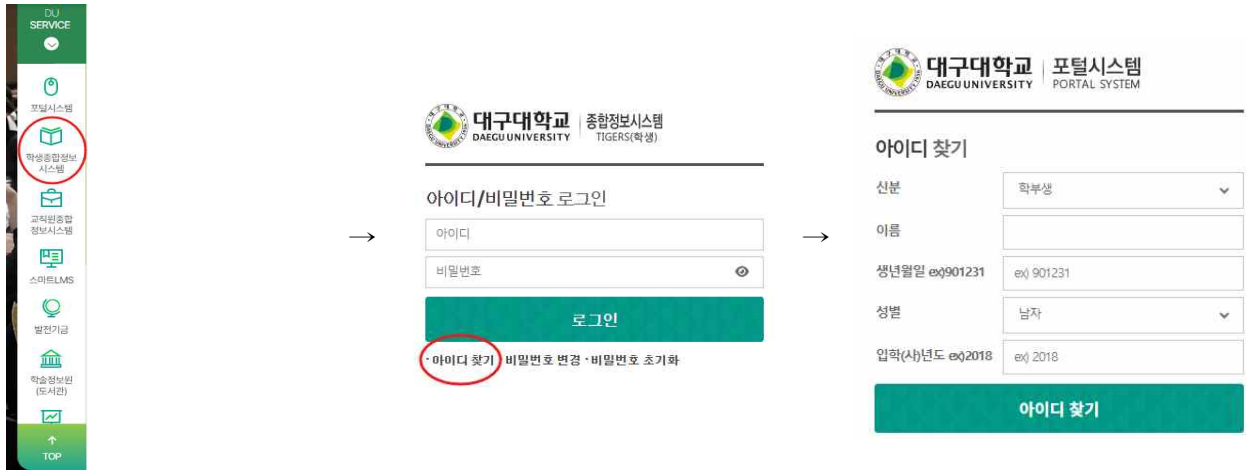 DU
SERVICE
포털시스템
학생종합정보
시스템
교직원종합
정보시스템
스마트LMS
발전기금
학술정보원
(도서관)
↑
TOP
→
대구대학교 종합정보시스템
DAEGU UNIVERSITY TIGERS(학생)
아이디/비밀번호 로그인
아이디
비밀번호
로그인
· 아이디 찾기 · 비밀번호 변경 · 비밀번호 초기화
→
대구대학교 포털시스템
DAEGU UNIVERSITY PORTAL SYSTEM
아이디 찾기
신분 학부생
이름
생년월일 ex)901231 ex) 901231
성별 남자
입학(사)년도 ex)2018 ex) 2018
아이디 찾기